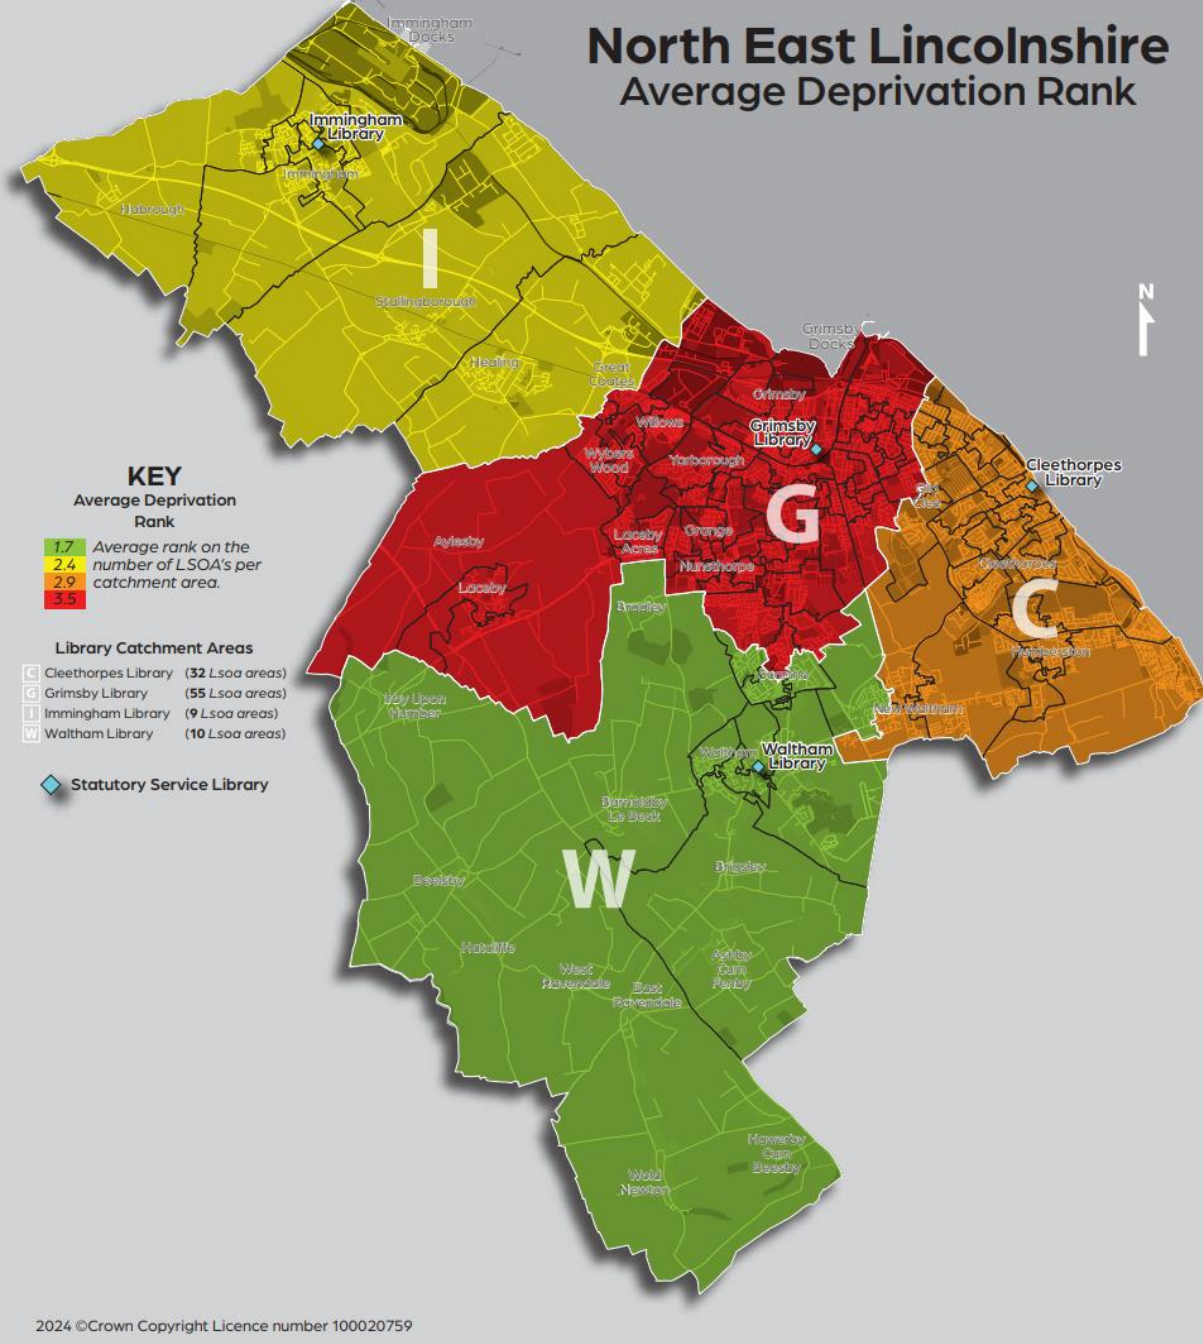 North East Lincolnshire
Average Deprivation Rank
Immingham
Docks
Immingham
Library
Immingham
Habrough
I
Stallingborough
Healing
Great
Coates
N
Grimsby
Docks
Grimsby
Willows
Grimsby
Library
Wybers
Wood
Yarborough
Cleethorpes
Library
Old
Clee
G
Aylesby
Laceby
Acres
Grange
Nunsthorpe
Cleethorpes
Laceby
C
Bradley
Humberston
Scartho
Irby Upon
Humber
New Waltham
Waltham
Waltham
Library
Barnoldby
Le Beck
W
Brigsley
Beelsby
Hatcliffe
West
Ravendale
East
Ravendale
Ashby
Cum
Fenby
Hawerby
Cum
Beesby
Wold
Newton
KEY
Average Deprivation
Rank
1.7 Average rank on the
2.4 number of LSOA's per
2.9 catchment area.
3.5
Library Catchment Areas
C Cleethorpes Library (32 Lsoa areas)
G Grimsby Library (55 Lsoa areas)
I Immingham Library (9 Lsoa areas)
W Waltham Library (10 Lsoa areas)
Statutory Service Library
2024 ©Crown Copyright Licence number 100020759